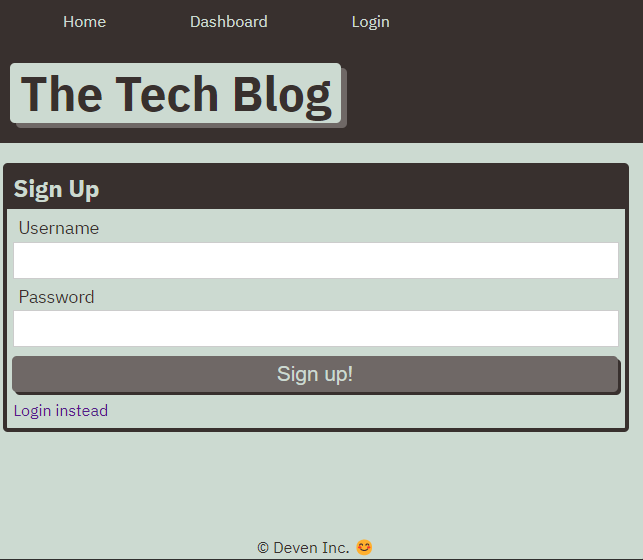 Home Dashboard Login
The Tech Blog
Sign Up
Username
Password
Sign up!
Login instead
© Deven Inc. 😊